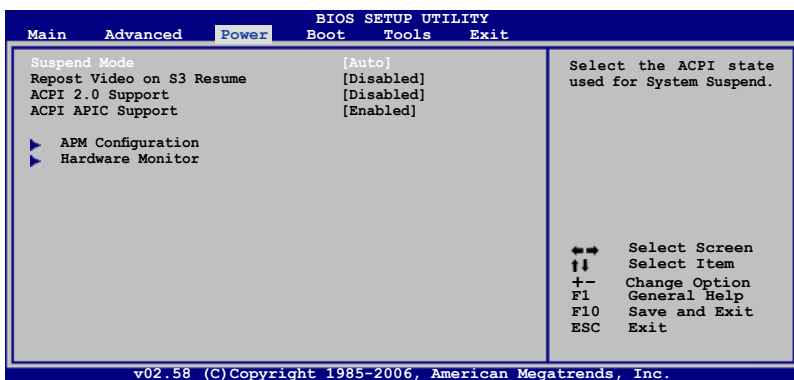 BIOS SETUP UTILITY
Main Advanced Power Boot Tools Exit
Suspend Mode [Auto]
Repost Video on S3 Resume [Disabled]
ACPI 2.0 Support [Disabled]
ACPI APIC Support [Enabled]
APM Configuration
Hardware Monitor
Select the ACPI state
used for System Suspend.
Select Screen
Select Item
+- Change Option
F1 General Help
F10 Save and Exit
ESC Exit
v02.58 (C)Copyright 1985-2006, American Megatrends, Inc.